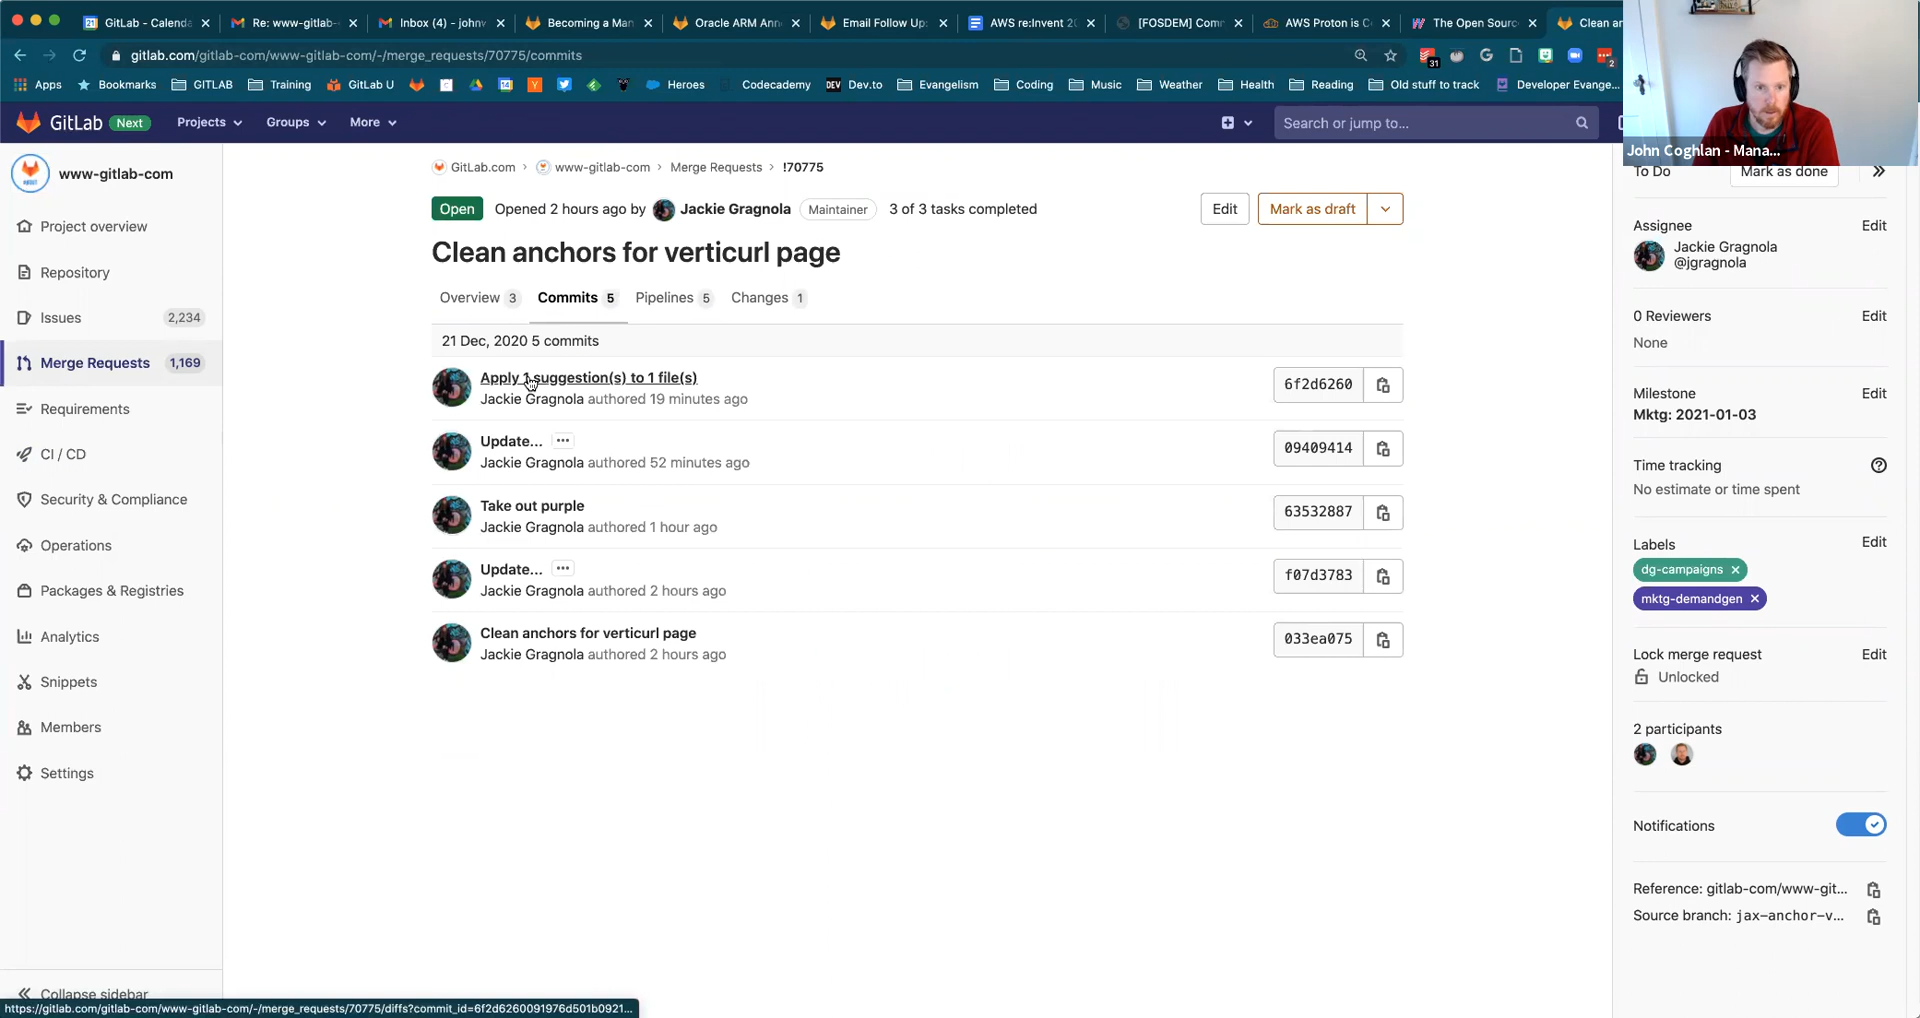 GitLab - Calenda
Re: www-gitlab-
Inbox (4) - johnv
Becoming a Man
Oracle ARM Ann
Email Follow Up
AWS re:Invent 20
[FOSDEM] Com
AWS Proton is C
The Open Sourc
Clean an
gitlab.com/gitlab-com/www-gitlab-com/-/merge_requests/70775/commits
31
2
Apps
Bookmarks
GITLAB
Training
GitLab U
Heroes
Codecademy
DEV Dev.to
Evangelism
Coding
Music
Weather
Health
Reading
Old stuff to track
Developer Evange...
GitLab Next
Projects
Groups
More
Search or jump to...
John Coghlan - Mana...
www-gitlab-com
Project overview
Repository
Issues 2,234
Merge Requests 1,169
Requirements
CI / CD
Security & Compliance
Operations
Packages & Registries
Analytics
Snippets
Members
Settings
Collapse sidebar
GitLab.com › www-gitlab-com › Merge Requests › !70775
Open Opened 2 hours ago by Jackie Gragnola Maintainer 3 of 3 tasks completed
Edit
Mark as draft
Clean anchors for verticurl page
Overview 3 Commits 5 Pipelines 5 Changes 1
21 Dec, 2020 5 commits
Apply 1 suggestion(s) to 1 file(s)
Jackie Gragnola authored 19 minutes ago
6f2d6260
Update... ...
Jackie Gragnola authored 52 minutes ago
09409414
Take out purple
Jackie Gragnola authored 1 hour ago
63532887
Update... ...
Jackie Gragnola authored 2 hours ago
f07d3783
Clean anchors for verticurl page
Jackie Gragnola authored 2 hours ago
033ea075
To Do
Mark as done
Assignee Edit
Jackie Gragnola
@jgragnola
0 Reviewers Edit
None
Milestone Edit
Mktg: 2021-01-03
Time tracking
No estimate or time spent
Labels Edit
dg-campaigns
mktg-demandgen
Lock merge request Edit
Unlocked
2 participants
Notifications
Reference: gitlab-com/www-git...
Source branch: jax-anchor-v...
https://gitlab.com/gitlab-com/www-gitlab-com/-/merge_requests/70775/diffs?commit_id=6f2d6260091976d501b0921...